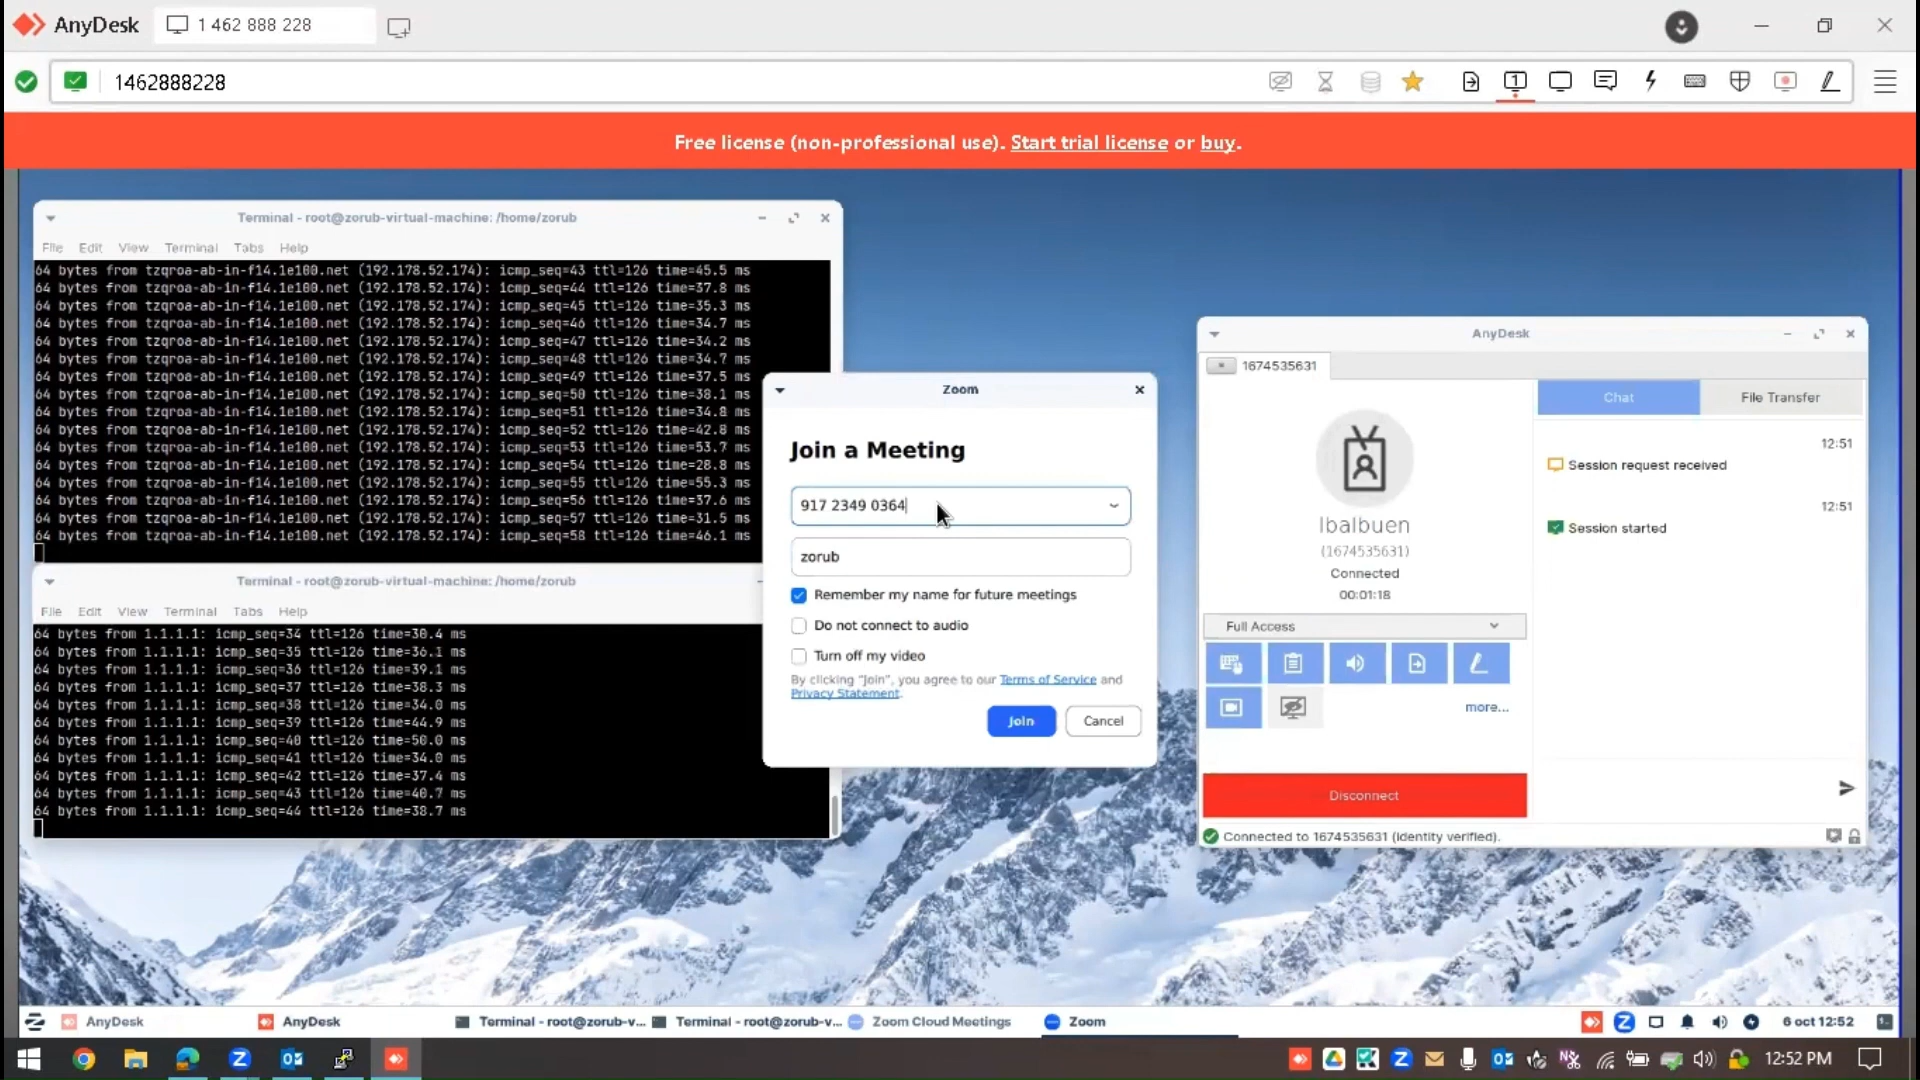 AnyDesk
1 462 888 228
1462888228
Free license (non-professional use). Start trial license or buy.
Terminal - root@zorub-virtual-machine: /home/zorub
File Edit View Terminal Tabs Help
64 bytes from tzqroa-ab-in-f14.1e100.net (192.178.52.174): icmp_seq=43 ttl=126 time=45.5 ms
64 bytes from tzqroa-ab-in-f14.1e100.net (192.178.52.174): icmp_seq=44 ttl=126 time=37.8 ms
64 bytes from tzqroa-ab-in-f14.1e100.net (192.178.52.174): icmp_seq=45 ttl=126 time=35.3 ms
64 bytes from tzqroa-ab-in-f14.1e100.net (192.178.52.174): icmp_seq=46 ttl=126 time=34.7 ms
64 bytes from tzqroa-ab-in-f14.1e100.net (192.178.52.174): icmp_seq=47 ttl=126 time=34.2 ms
64 bytes from tzqroa-ab-in-f14.1e100.net (192.178.52.174): icmp_seq=48 ttl=126 time=34.7 ms
64 bytes from tzqroa-ab-in-f14.1e100.net (192.178.52.174): icmp_seq=49 ttl=126 time=37.5 ms
64 bytes from tzqroa-ab-in-f14.1e100.net (192.178.52.174): icmp_seq=50 ttl=126 time=38.1 ms
64 bytes from tzqroa-ab-in-f14.1e100.net (192.178.52.174): icmp_seq=51 ttl=126 time=34.8 ms
64 bytes from tzqroa-ab-in-f14.1e100.net (192.178.52.174): icmp_seq=52 ttl=126 time=42.8 ms
64 bytes from tzqroa-ab-in-f14.1e100.net (192.178.52.174): icmp_seq=53 ttl=126 time=53.7 ms
64 bytes from tzqroa-ab-in-f14.1e100.net (192.178.52.174): icmp_seq=54 ttl=126 time=28.8 ms
64 bytes from tzqroa-ab-in-f14.1e100.net (192.178.52.174): icmp_seq=55 ttl=126 time=55.3 ms
64 bytes from tzqroa-ab-in-f14.1e100.net (192.178.52.174): icmp_seq=56 ttl=126 time=37.6 ms
64 bytes from tzqroa-ab-in-f14.1e100.net (192.178.52.174): icmp_seq=57 ttl=126 time=31.5 ms
64 bytes from tzqroa-ab-in-f14.1e100.net (192.178.52.174): icmp_seq=58 ttl=126 time=46.1 ms
Terminal - root@zorub-virtual-machine: /home/zorub
File Edit View Terminal Tabs Help
64 bytes from 1.1.1.1: icmp_seq=34 ttl=126 time=30.4 ms
64 bytes from 1.1.1.1: icmp_seq=35 ttl=126 time=36.1 ms
64 bytes from 1.1.1.1: icmp_seq=36 ttl=126 time=39.1 ms
64 bytes from 1.1.1.1: icmp_seq=37 ttl=126 time=38.3 ms
64 bytes from 1.1.1.1: icmp_seq=38 ttl=126 time=34.0 ms
64 bytes from 1.1.1.1: icmp_seq=39 ttl=126 time=44.9 ms
64 bytes from 1.1.1.1: icmp_seq=40 ttl=126 time=50.0 ms
64 bytes from 1.1.1.1: icmp_seq=41 ttl=126 time=34.0 ms
64 bytes from 1.1.1.1: icmp_seq=42 ttl=126 time=37.4 ms
64 bytes from 1.1.1.1: icmp_seq=43 ttl=126 time=40.7 ms
64 bytes from 1.1.1.1: icmp_seq=44 ttl=126 time=38.7 ms
Zoom
Join a Meeting
917 2349 0364
zorub
Remember my name for future meetings
Do not connect to audio
Turn off my video
By clicking "Join", you agree to our Terms of Service and
Privacy Statement.
Join Cancel
AnyDesk
1674535631
Chat File Transfer
12:51
Session request received
12:51
Session started
lbalbuen
(1674535631)
Connected
00:01:18
Full Access
more...
Disconnect
Connected to 1674535631 (identity verified).
AnyDesk AnyDesk Terminal - root@zorub-v... Terminal - root@zorub-v... Zoom Cloud Meetings Zoom 6 oct 12:52
12:52 PM